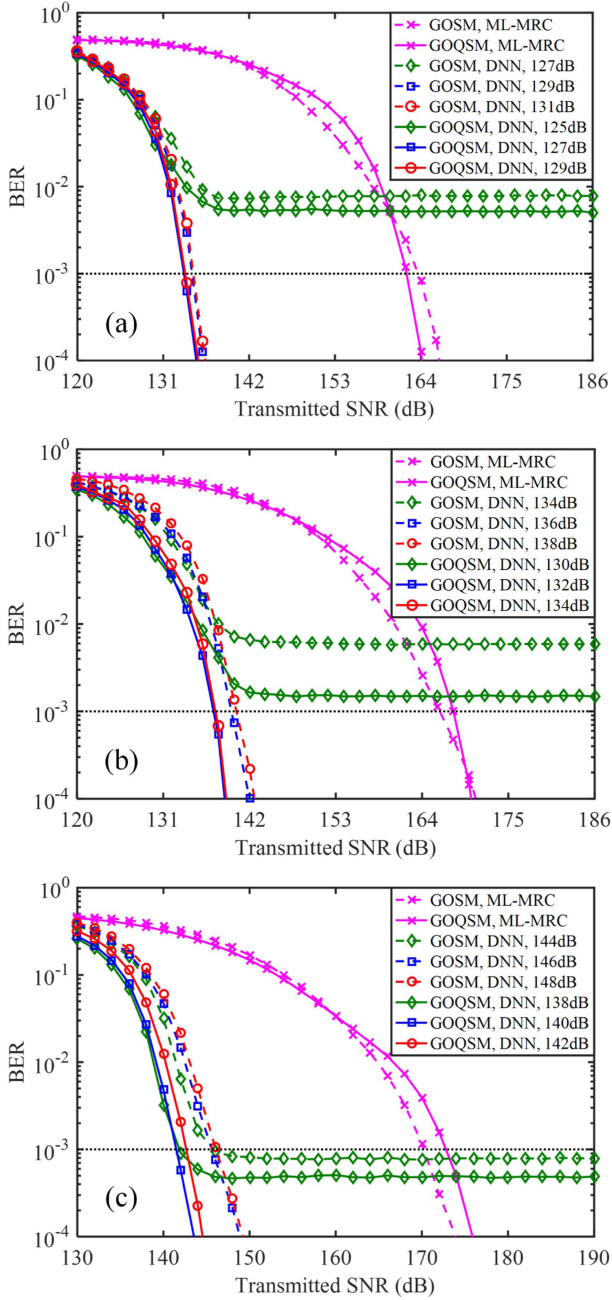 10^0
10^-1
10^-2
10^-3
10^-4
BER
120 131 142 153 164 175 186
Transmitted SNR (dB)
(a)
GOSM, ML-MRC
GOQSM, ML-MRC
GOSM, DNN, 127dB
GOSM, DNN, 129dB
GOSM, DNN, 131dB
GOQSM, DNN, 125dB
GOQSM, DNN, 127dB
GOQSM, DNN, 129dB
10^0
10^-1
10^-2
10^-3
10^-4
BER
120 131 142 153 164 175 186
Transmitted SNR (dB)
(b)
GOSM, ML-MRC
GOQSM, ML-MRC
GOSM, DNN, 134dB
GOSM, DNN, 136dB
GOSM, DNN, 138dB
GOQSM, DNN, 130dB
GOQSM, DNN, 132dB
GOQSM, DNN, 134dB
10^0
10^-1
10^-2
10^-3
10^-4
BER
130 140 150 160 170 180 190
Transmitted SNR (dB)
(c)
GOSM, ML-MRC
GOQSM, ML-MRC
GOSM, DNN, 144dB
GOSM, DNN, 146dB
GOSM, DNN, 148dB
GOQSM, DNN, 138dB
GOQSM, DNN, 140dB
GOQSM, DNN, 142dB